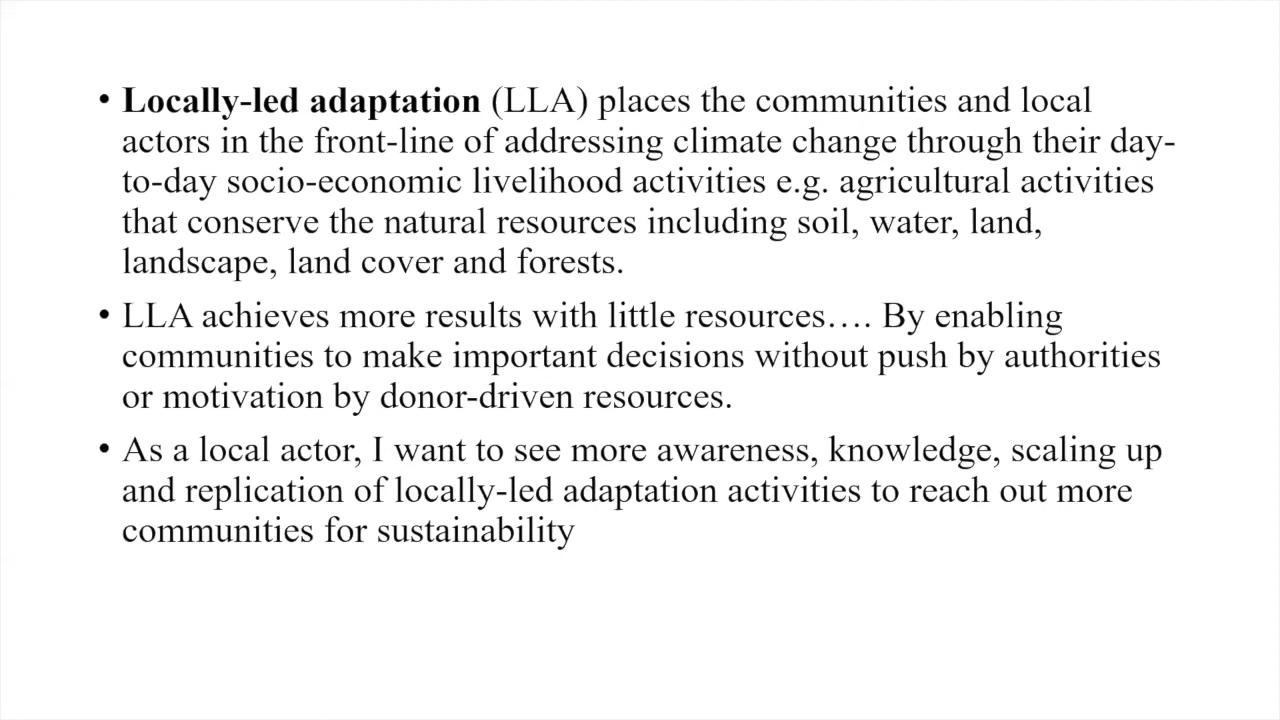 • Locally-led adaptation (LLA) places the communities and local
actors in the front-line of addressing climate change through their day-
to-day socio-economic livelihood activities e.g. agricultural activities
that conserve the natural resources including soil, water, land,
landscape, land cover and forests.
• LLA achieves more results with little resources…. By enabling
communities to make important decisions without push by authorities
or motivation by donor-driven resources.
• As a local actor, I want to see more awareness, knowledge, scaling up
and replication of locally-led adaptation activities to reach out more
communities for sustainability